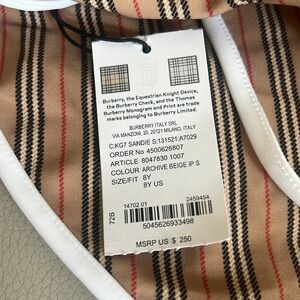 Burberry, the Equestrian Knight Device,
the Burberry Check, and the Thomas
Burberry Monogram and Print are trade
marks belonging to Burberry Limited.
BURBERRY ITALY SRL
VIA MANZONI, 20, 20121 MILANO, ITALY
C:KG7 SANDIE S:131521:A7029
ORDER No 4500626807
ARTICLE 8047830 1007
COLOUR ARCHIVE BEIGE IP S
SIZE/FIT 8Y
8Y US
72B
14702 01 2459454
5045626933498
MSRP US $ 250